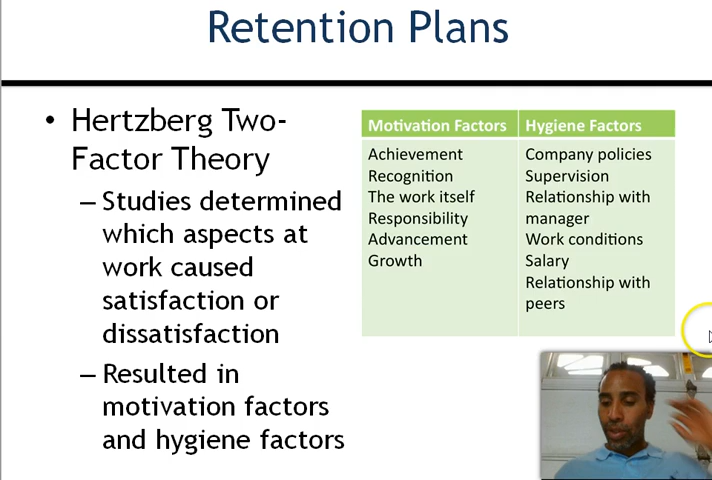 Retention Plans
• Hertzberg Two-
Factor Theory
– Studies determined
which aspects at
work caused
satisfaction or
dissatisfaction
– Resulted in
motivation factors
and hygiene factors
Motivation Factors
Achievement
Recognition
The work itself
Responsibility
Advancement
Growth
Hygiene Factors
Company policies
Supervision
Relationship with
manager
Work conditions
Salary
Relationship with
peers